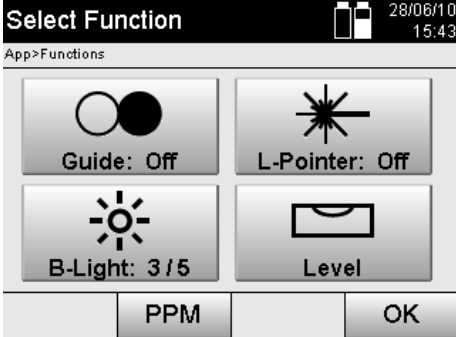 Select Function
28/06/10
15:43
App>Functions
Guide: Off
L-Pointer: Off
B-Light: 3/5
Level
PPM
OK